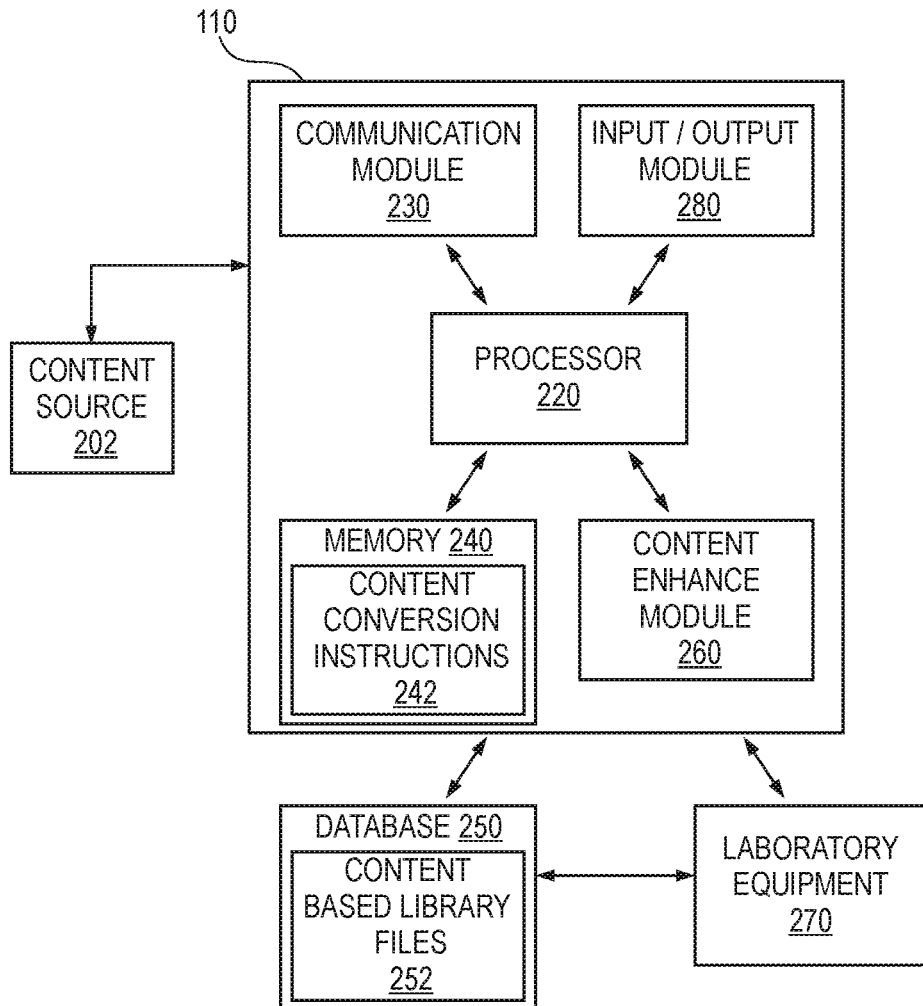 110
COMMUNICATION
MODULE
230
INPUT / OUTPUT
MODULE
280
PROCESSOR
220
CONTENT
SOURCE
202
MEMORY 240
CONTENT
CONVERSION
INSTRUCTIONS
242
CONTENT
ENHANCE
MODULE
260
DATABASE 250
CONTENT
BASED LIBRARY
FILES
252
LABORATORY
EQUIPMENT
270